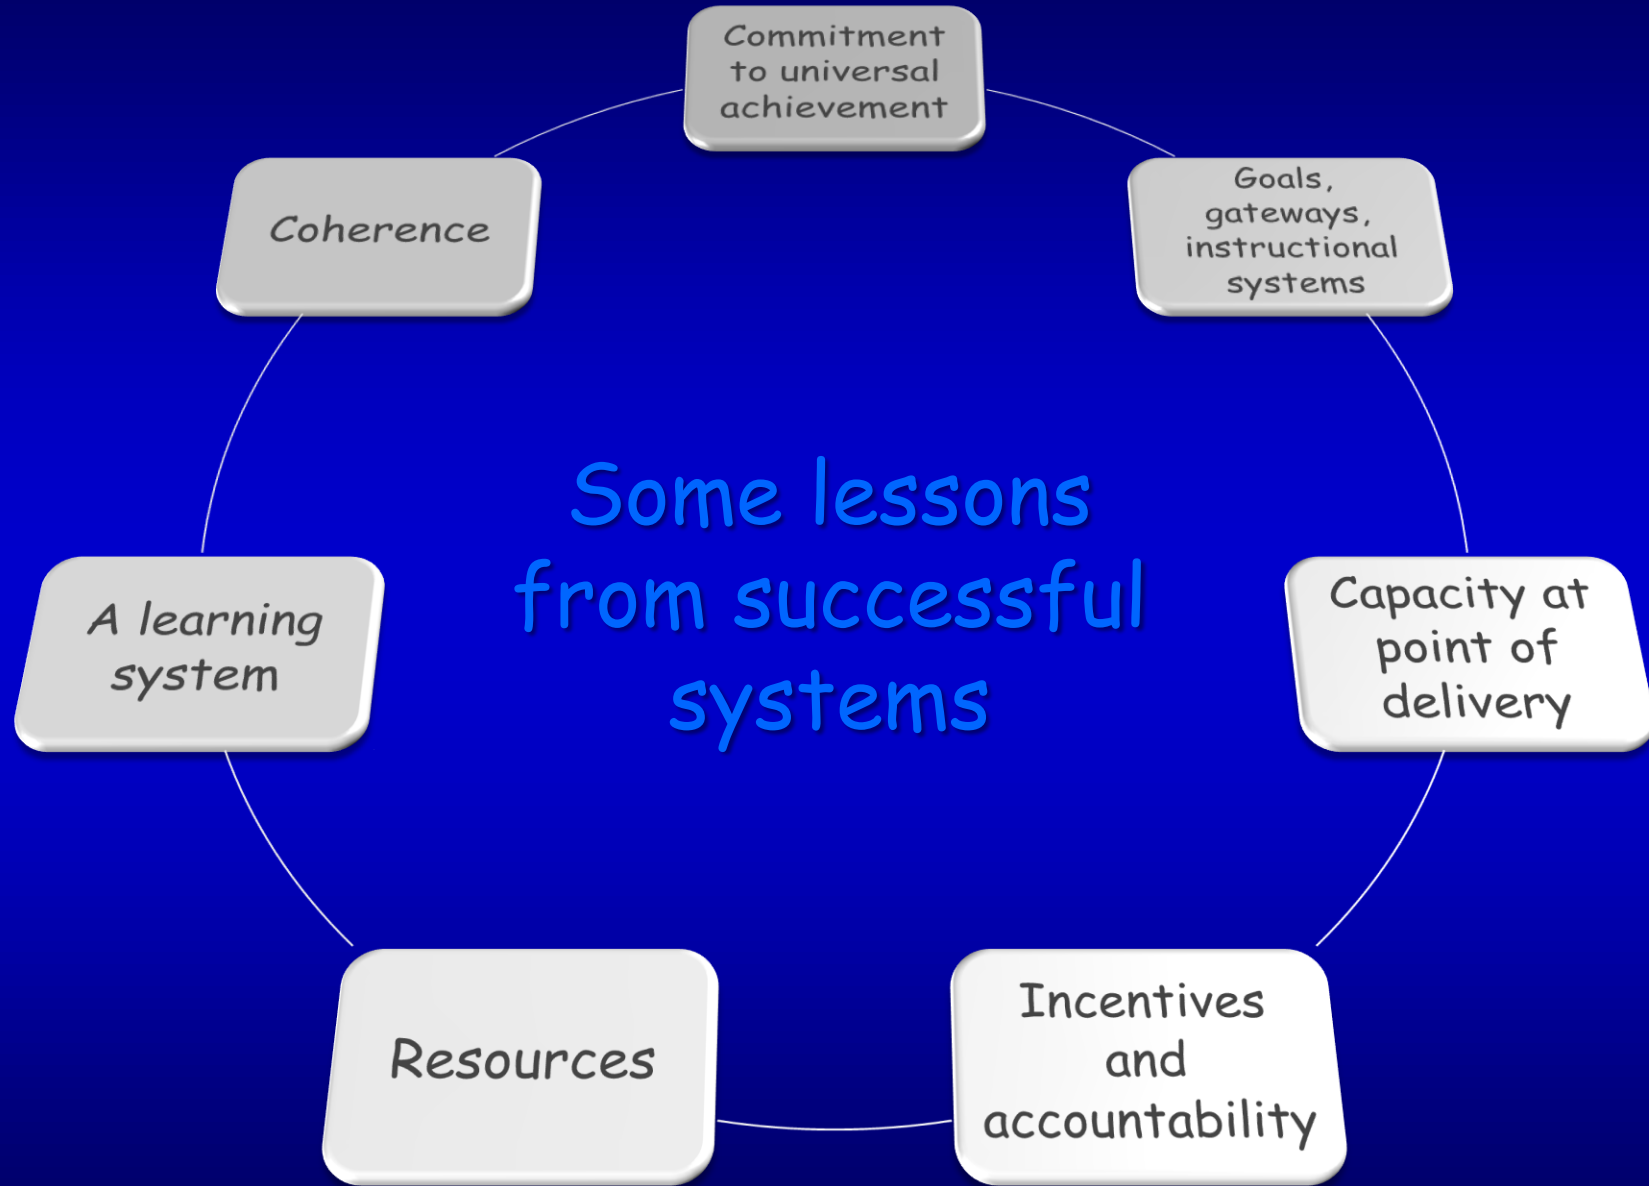 Commitment
to universal
achievement
Goals,
gateways,
instructional
systems
Capacity at
point of
delivery
Incentives
and
accountability
Resources
A learning
system
Coherence
Some lessons
from successful
systems